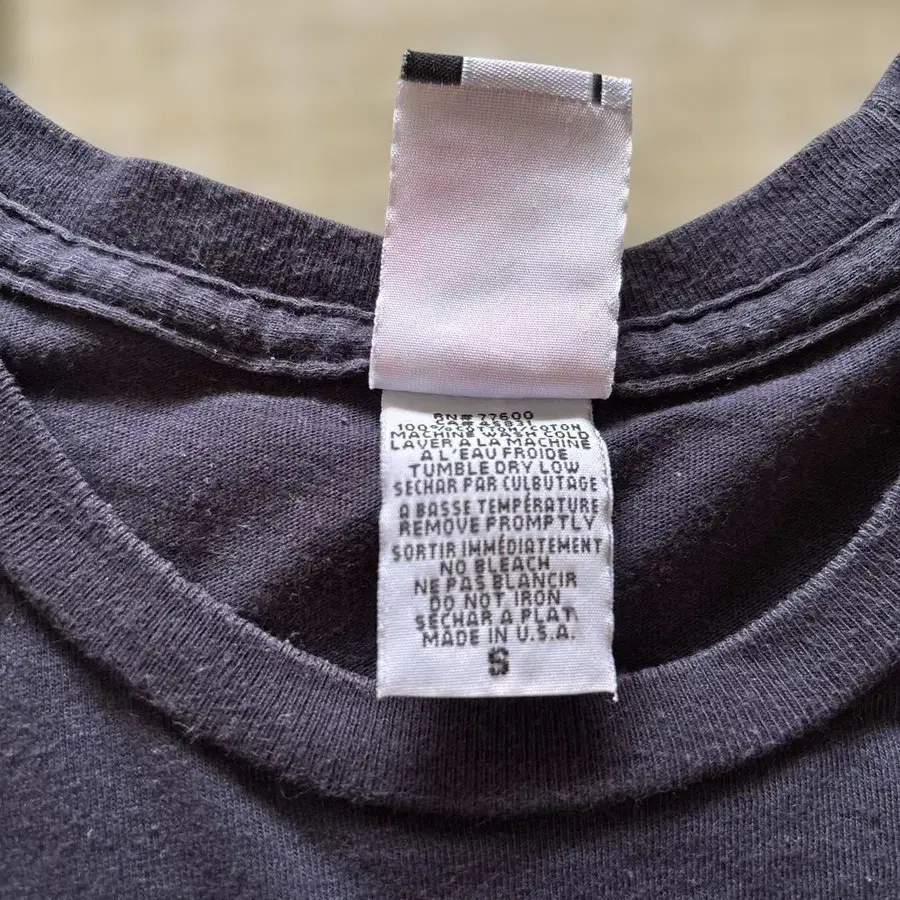 RN# 77600
100% COTTON/COTON
MACHINE WASH COLD
LAVER A LA MACHINE
A L'EAU FROIDE
TUMBLE DRY LOW
SECHAR PAR CULBUTAGE
A BASSE TEMPÉRATURE
REMOVE PROMPTLY
SORTIR IMMÉDIATEMENT
NO BLEACH
NE PAS BLANCIR
DO NOT IRON
SECHAR A PLAT
MADE IN U.S.A.
S